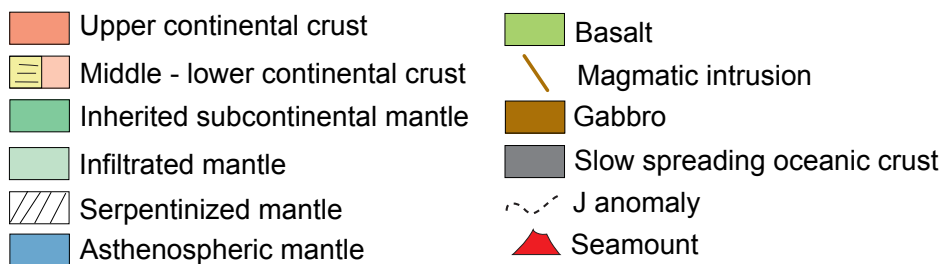 Upper continental crust
Middle - lower continental crust
Inherited subcontinental mantle
Infiltrated mantle
Serpentinized mantle
Asthenospheric mantle
Basalt
Magmatic intrusion
Gabbro
Slow spreading oceanic crust
J anomaly
Seamount